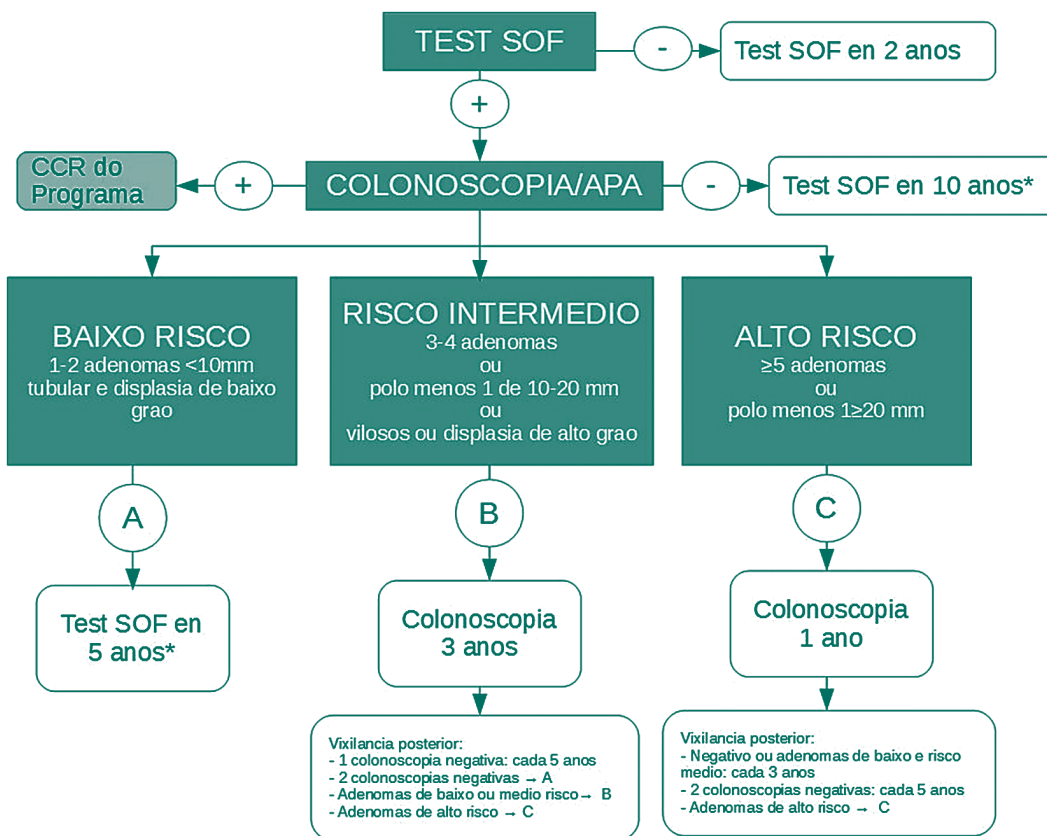 TEST SOF
-
Test SOF en 2 anos
+
CCR do
Programa
+
COLONOSCOPIA/APA
-
Test SOF en 10 anos*
BAIXO RISCO
1-2 adenomas <10mm
tubular e displasia de baixo
grao
RISCO INTERMEDIO
3-4 adenomas
ou
polo menos 1 de 10-20 mm
ou
vilosos ou displasia de alto grao
ALTO RISCO
≥5 adenomas
ou
polo menos 1≥20 mm
A
B
C
Test SOF en
5 anos*
Colonoscopia
3 anos
Colonoscopia
1 ano
Vixilancia posterior:
- 1 colonoscopia negativa: cada 5 anos
- 2 colonoscopias negativas → A
- Adenomas de baixo ou medio risco→ B
- Adenomas de alto risco → C
Vixilancia posterior:
- Negativo ou adenomas de baixo e risco
medio: cada 3 anos
- 2 colonoscopias negativas: cada 5 anos
- Adenomas de alto risco → C